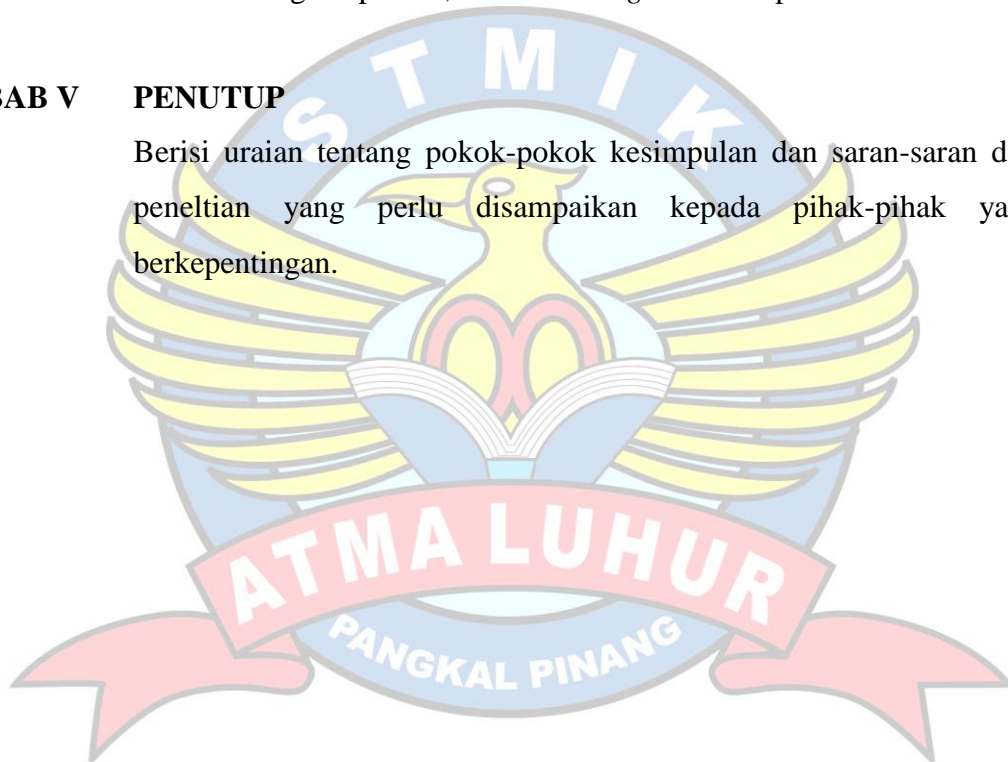 BAB V PENUTUP
Berisi uraian tentang pokok-pokok kesimpulan dan saran-saran
peneltian yang perlu disampaikan kepada pihak-pihak
berkepentingan.
STMIK
ATMA LUHUR
PANGKAL PINANG